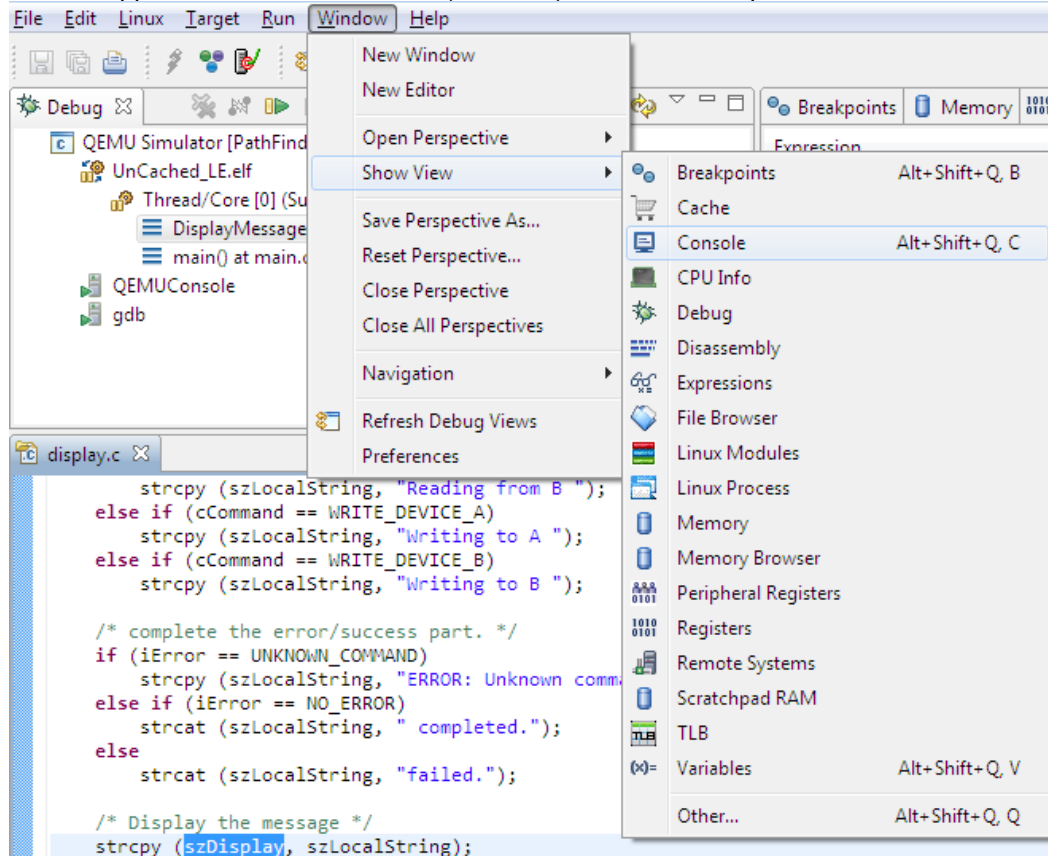 File Edit Linux Target Run Window Help
New Window
New Editor
Open Perspective
Show View
Save Perspective As...
Reset Perspective...
Close Perspective
Close All Perspectives
Navigation
Refresh Debug Views
Preferences
Debug
QEMU Simulator [PathFind
UnCached_LE.elf
Thread/Core [0] (Su
DisplayMessage
main() at main.
QEMUConsole
gdb
Breakpoints Memory
Expression
Breakpoints Alt+Shift+Q, B
Cache
Console Alt+Shift+Q, C
CPU Info
Debug
Disassembly
Expressions
File Browser
Linux Modules
Linux Process
Memory
Memory Browser
Peripheral Registers
Registers
Remote Systems
Scratchpad RAM
TLB
Variables Alt+Shift+Q, V
Other... Alt+Shift+Q, Q
display.c
strcpy (szLocalString, "Reading from B ");
else if (cCommand == WRITE_DEVICE_A)
strcpy (szLocalString, "Writing to A ");
else if (cCommand == WRITE_DEVICE_B)
strcpy (szLocalString, "Writing to B ");
/* complete the error/success part. */
if (iError == UNKNOWN_COMMAND)
strcpy (szLocalString, "ERROR: Unknown comm
else if (iError == NO_ERROR)
strcat (szLocalString, " completed.");
else
strcat (szLocalString, "failed.");
/* Display the message */
strcpy (szDisplay, szLocalString);